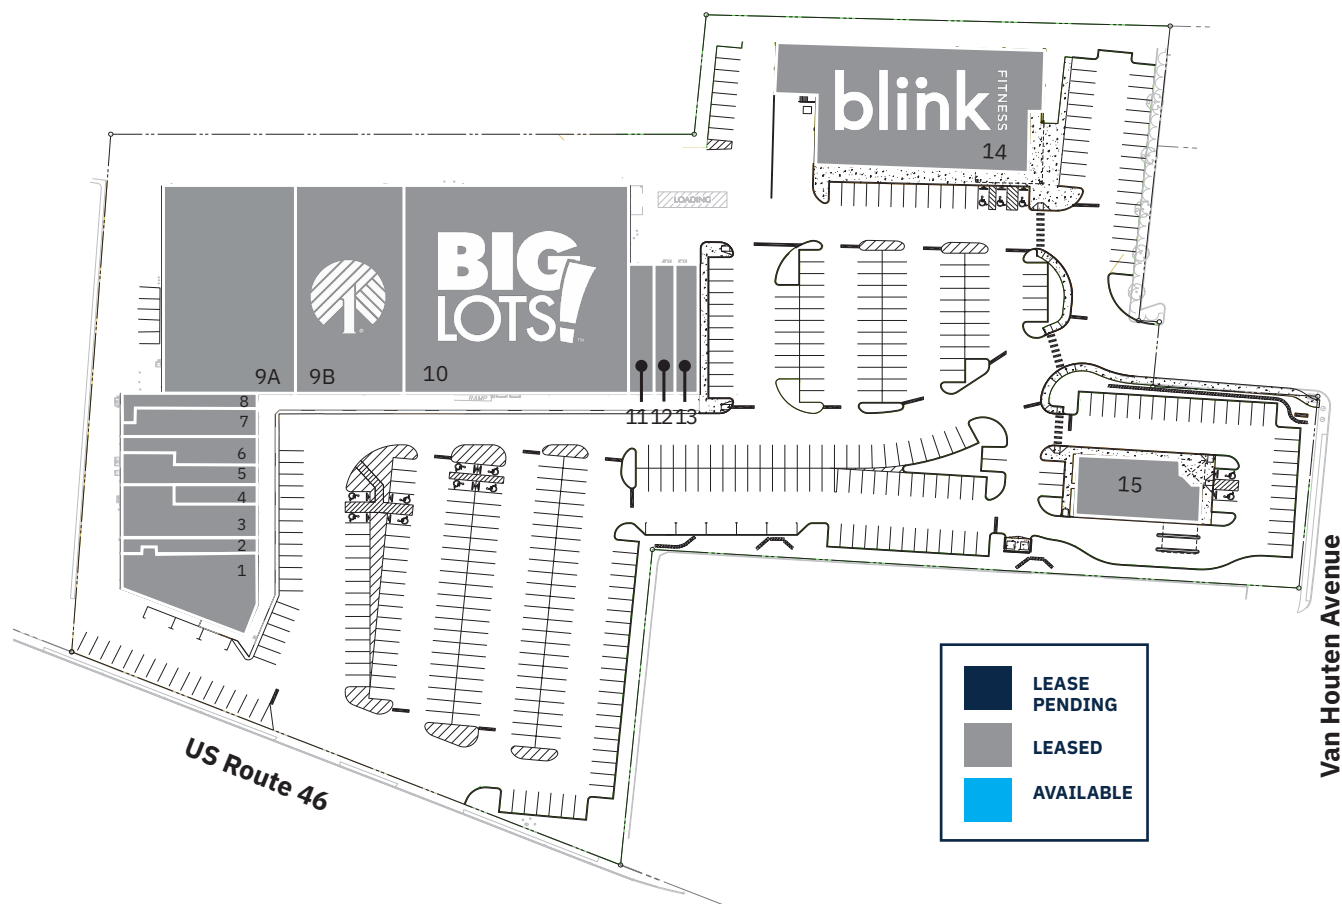 blink
FITNESS
14
LOADING
BIG
LOTS!
™
9A
9B
®
10
11
12
13
RAMP
8
7
6
5
4
3
2
1
15
US Route 46
Van Houten Avenue
LEASE
PENDING
LEASED
AVAILABLE